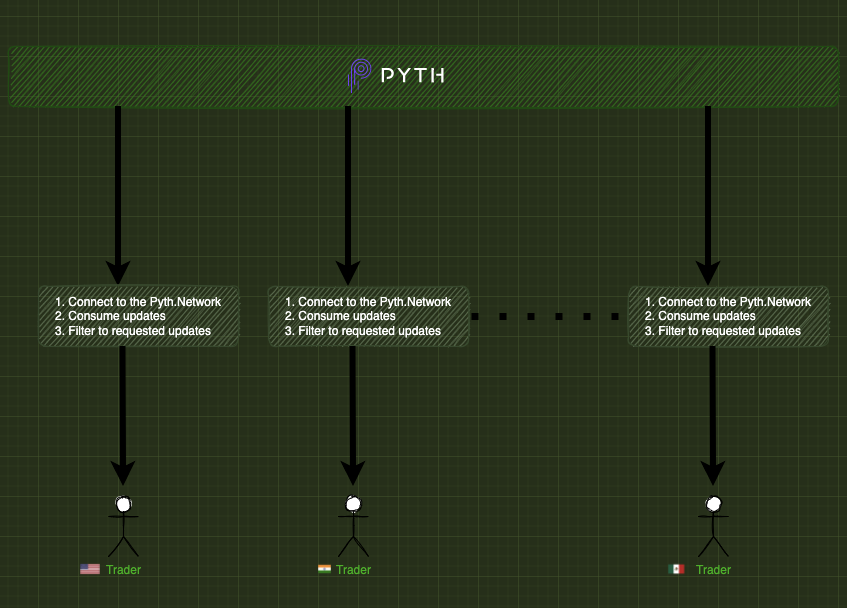 PYTH
1. Connect to the Pyth.Network
2. Consume updates
3. Filter to requested updates
1. Connect to the Pyth.Network
2. Consume updates
3. Filter to requested updates
1. Connect to the Pyth.Network
2. Consume updates
3. Filter to requested updates
Trader
Trader
Trader